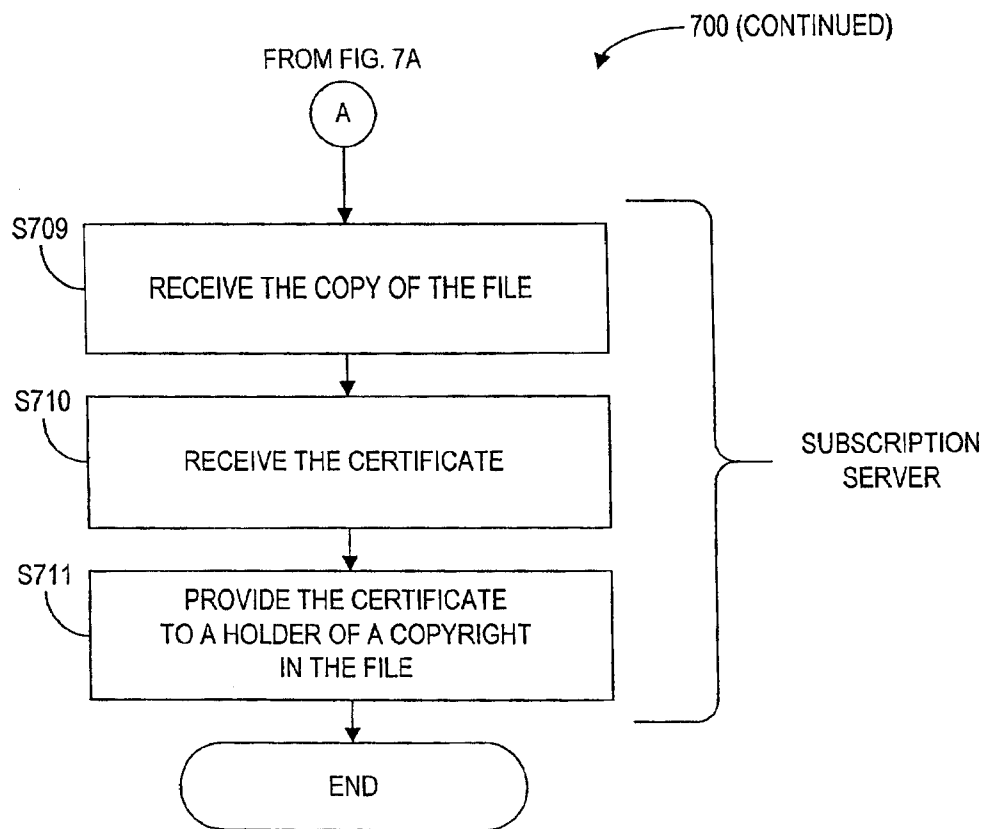 700 (CONTINUED)
FROM FIG. 7A
A
S709
RECEIVE THE COPY OF THE FILE
S710
RECEIVE THE CERTIFICATE
SUBSCRIPTION
SERVER
S711
PROVIDE THE CERTIFICATE
TO A HOLDER OF A COPYRIGHT
IN THE FILE
END